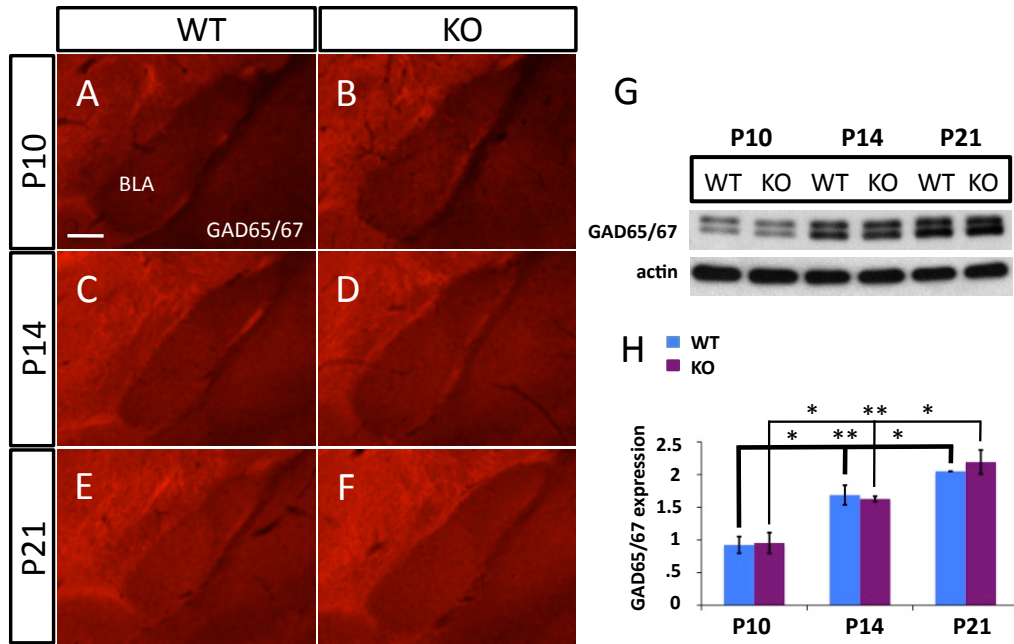 WT KO
P10
A
BLA
GAD65/67
B
P14
C
D
P21
E
F
G
P10 P14 P21
WT KO WT KO WT KO
GAD65/67
actin
H
WT
KO
* ** *
* ** *
GAD65/67 expression
2.5
2
1.5
1
.5
0
P10 P14 P21